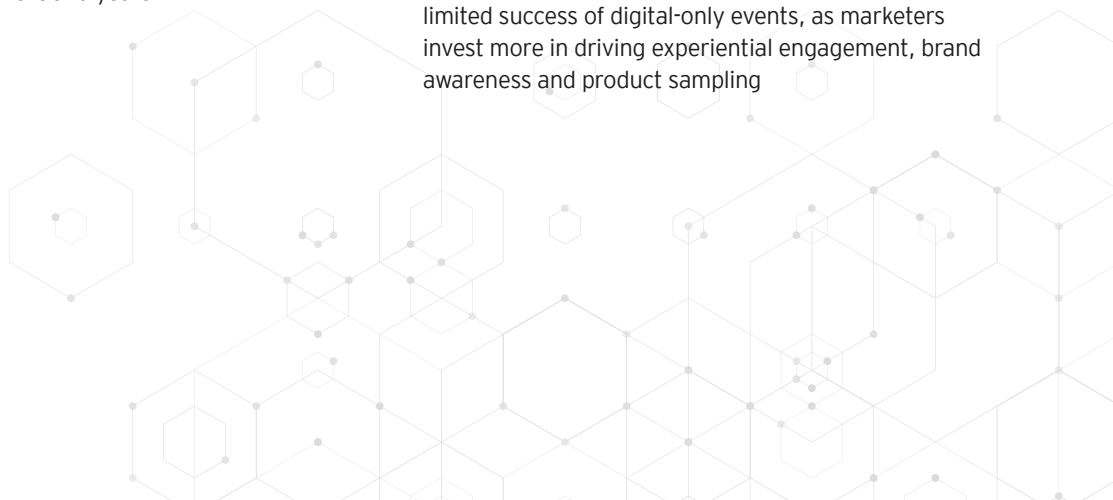 limited success of digital-only events, as marketers
invest more in driving experiential engagement, brand
awareness and product sampling